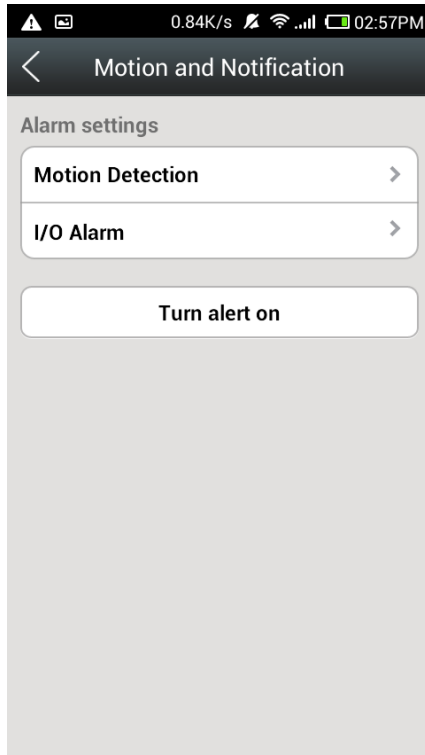 0.84K/s 02:57PM
Motion and Notification
Alarm settings
Motion Detection
I/O Alarm
Turn alert on